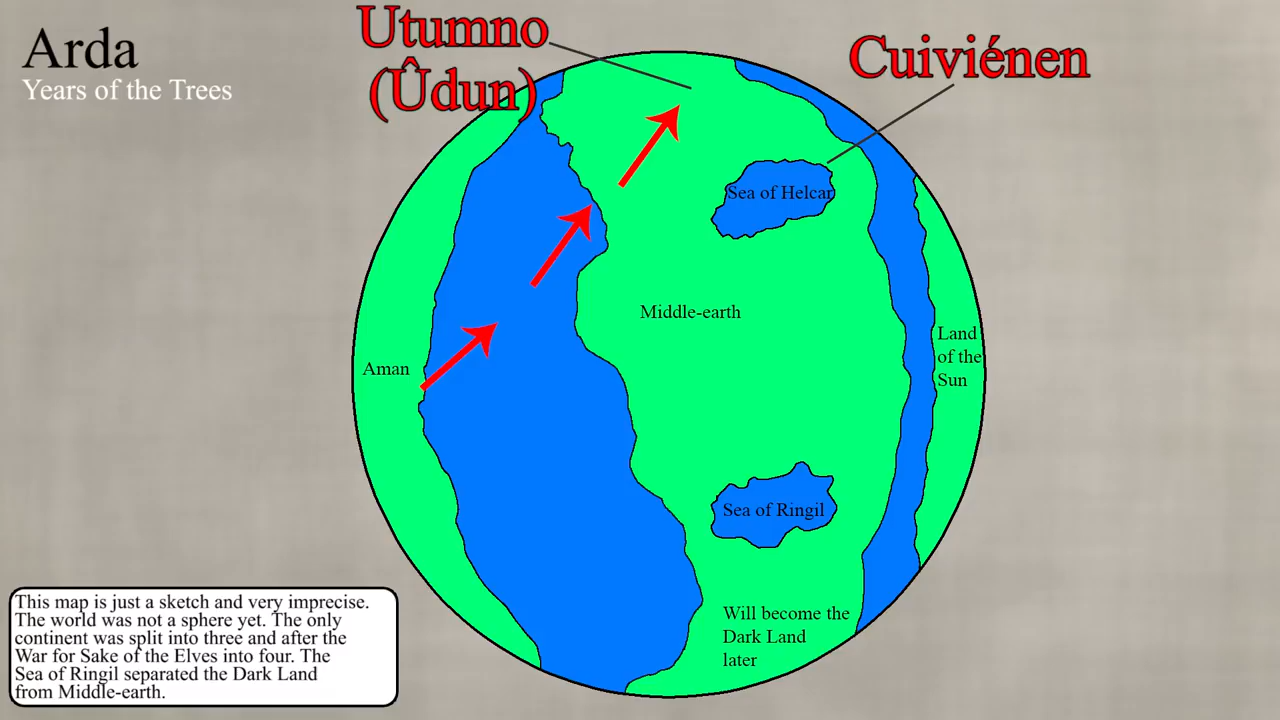 Arda
Years of the Trees
Utumno
(Ûdun)
Cuiviénen
Sea of Helcar
Middle-earth
Aman
Land
of the
Sun
Sea of Ringil
Will become the
Dark Land
later
This map is just a sketch and very imprecise.
The world was not a sphere yet. The only
continent was split into three and after the
War for Sake of the Elves into four. The
Sea of Ringil separated the Dark Land
from Middle-earth.